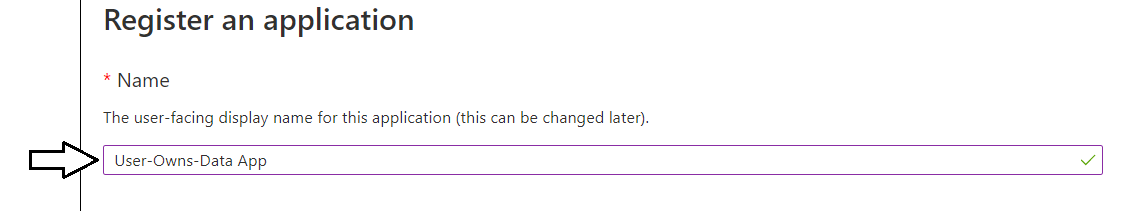 Register an application
* Name
The user-facing display name for this application (this can be changed later).
User-Owns-Data App